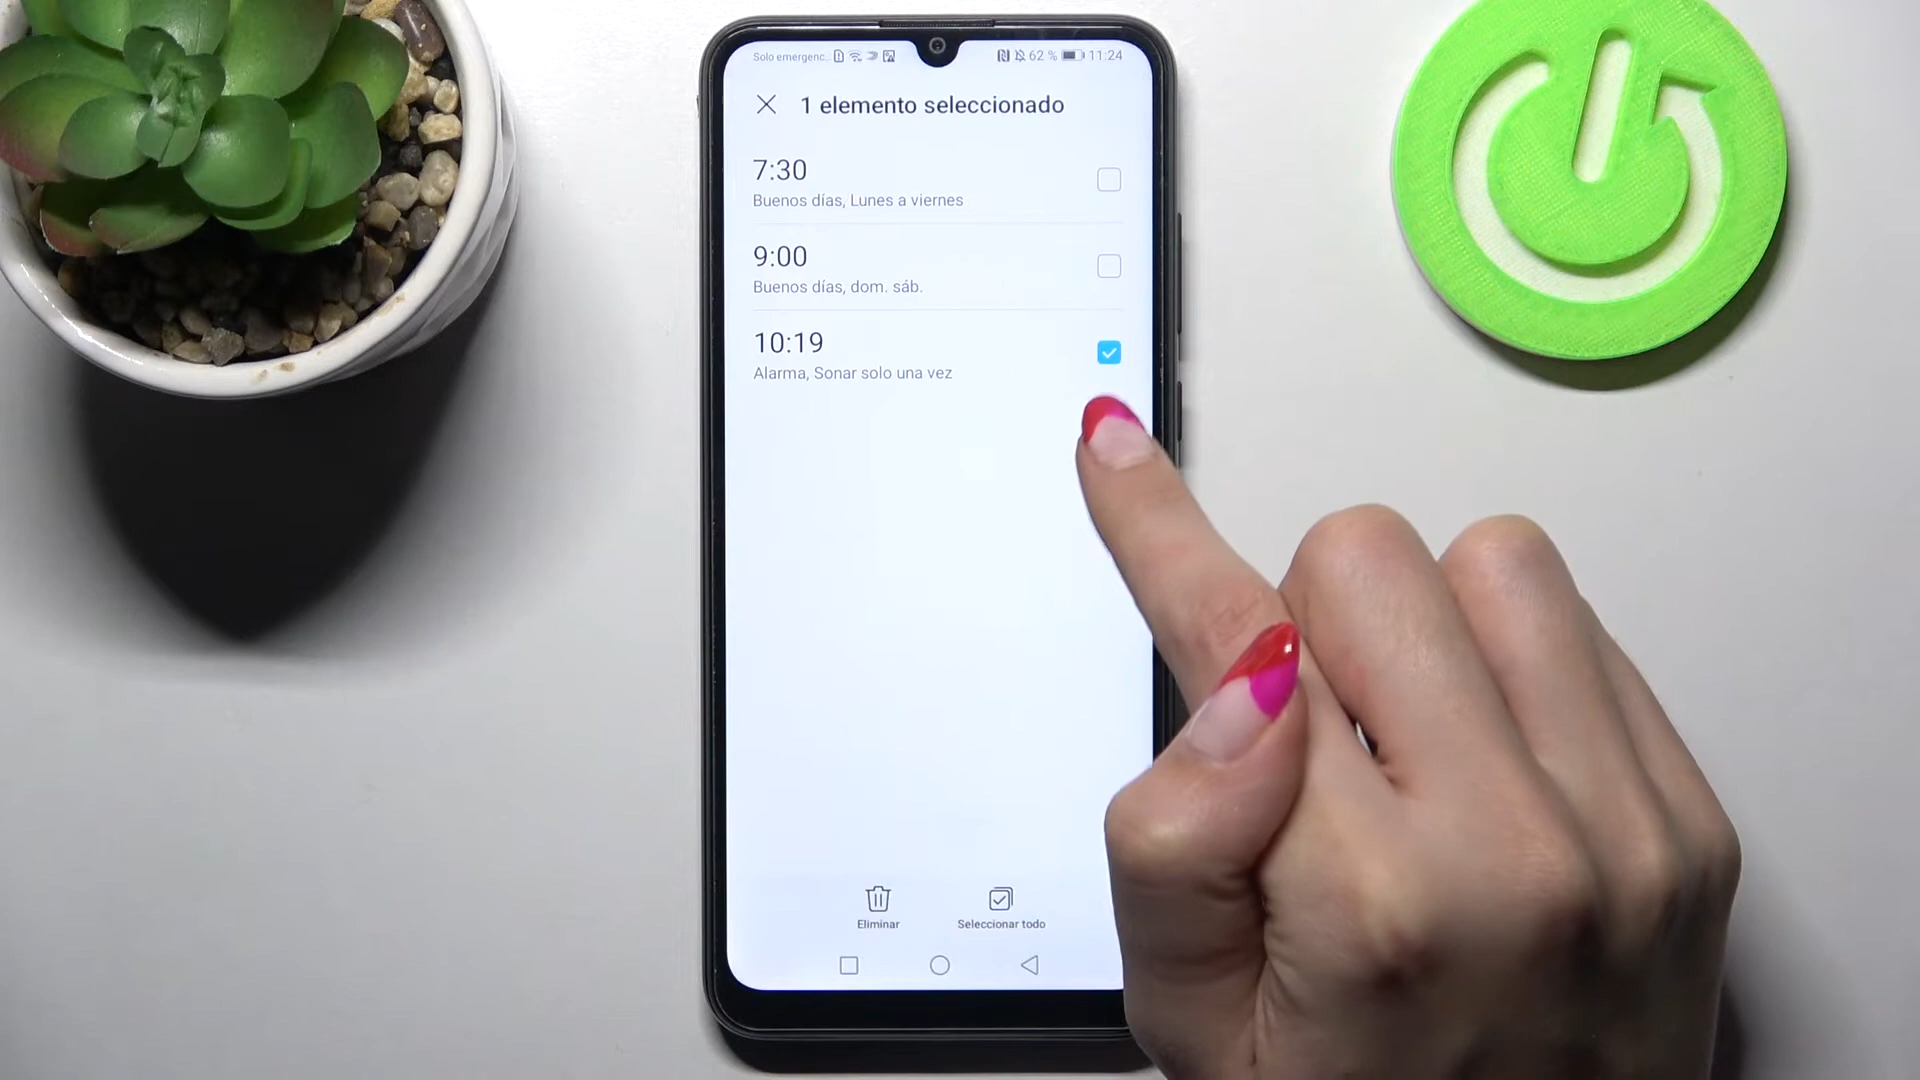 Solo emergenc... 62 % 11:24
1 elemento seleccionado
7:30
Buenos días, Lunes a viernes
9:00
Buenos días, dom. sáb.
10:19
Alarma, Sonar solo una vez
Eliminar Seleccionar todo